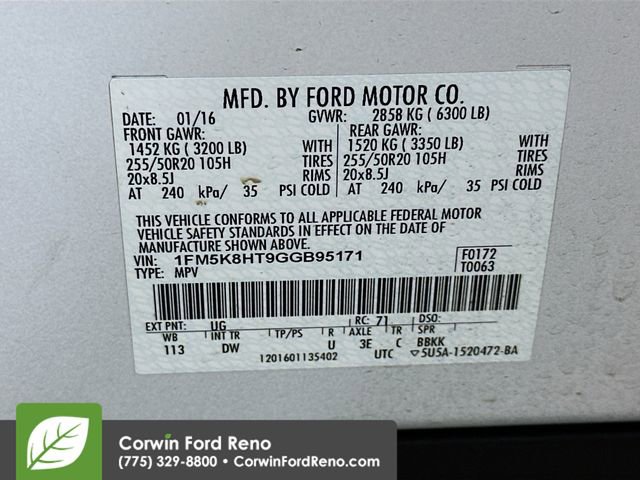 MFD. BY FORD MOTOR CO.
DATE: 01/16 GVWR: 2858 KG ( 6300 LB)
FRONT GAWR: REAR GAWR:
1452 KG ( 3200 LB) WITH 1520 KG ( 3350 LB) WITH
255/50R20 105H TIRES 255/50R20 105H TIRES
20x8.5J RIMS 20x8.5J RIMS
AT 240 kPa/ 35 PSI COLD AT 240 kPa/ 35 PSI COLD
THIS VEHICLE CONFORMS TO ALL APPLICABLE FEDERAL MOTOR
VEHICLE SAFETY STANDARDS IN EFFECT ON THE DATE OF
MANUFACTURE SHOWN ABOVE.
VIN: 1FM5K8HT9GGB95171 F0172
TYPE: MPV T0063
EXT PNT: UG RC: 71 DSO:
WB INT TR TP/PS R AXLE TR SPR
113 DW U 3E C BBKK
1201601135402 UTC ▽5U5A-1520472-BA
Corwin Ford Reno
(775) 329-8800 • CorwinFordReno.com